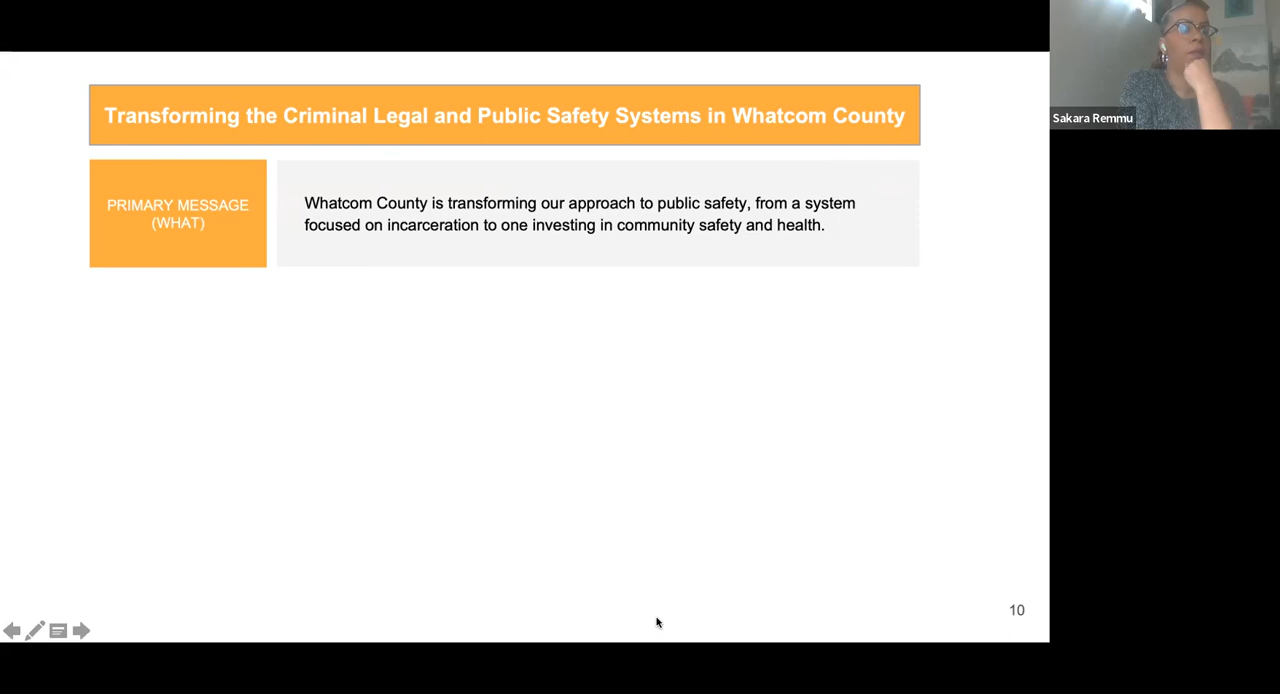 Transforming the Criminal Legal and Public Safety Systems in Whatcom County
PRIMARY MESSAGE
(WHAT)
Whatcom County is transforming our approach to public safety, from a system
focused on incarceration to one investing in community safety and health.
Sakara Remmu
10